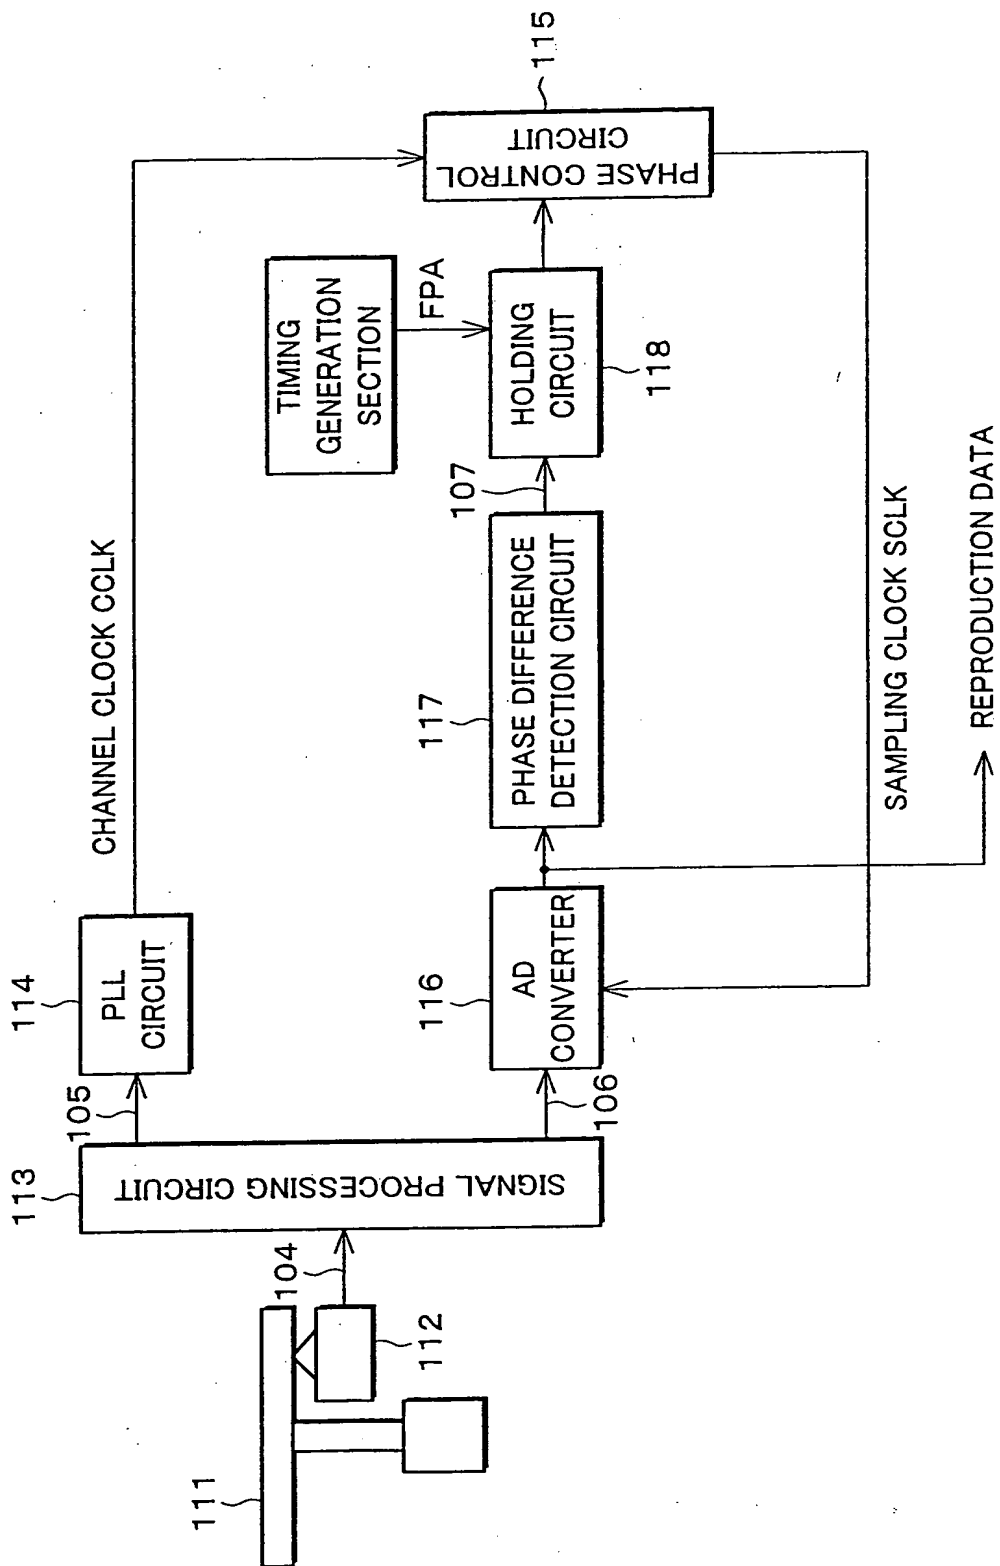 CHANNEL CLOCK CCLK
114
PLL
CIRCUIT
105
113
SIGNAL PROCESSING CIRCUIT
104
111
112
106
116
AD
CONVERTER
117
PHASE DIFFERENCE
DETECTION CIRCUIT
107
TIMING
GENERATION
SECTION
FPA
HOLDING
CIRCUIT
118
PHASE CONTROL
CIRCUIT
115
SAMPLING CLOCK SCLK
REPRODUCTION DATA